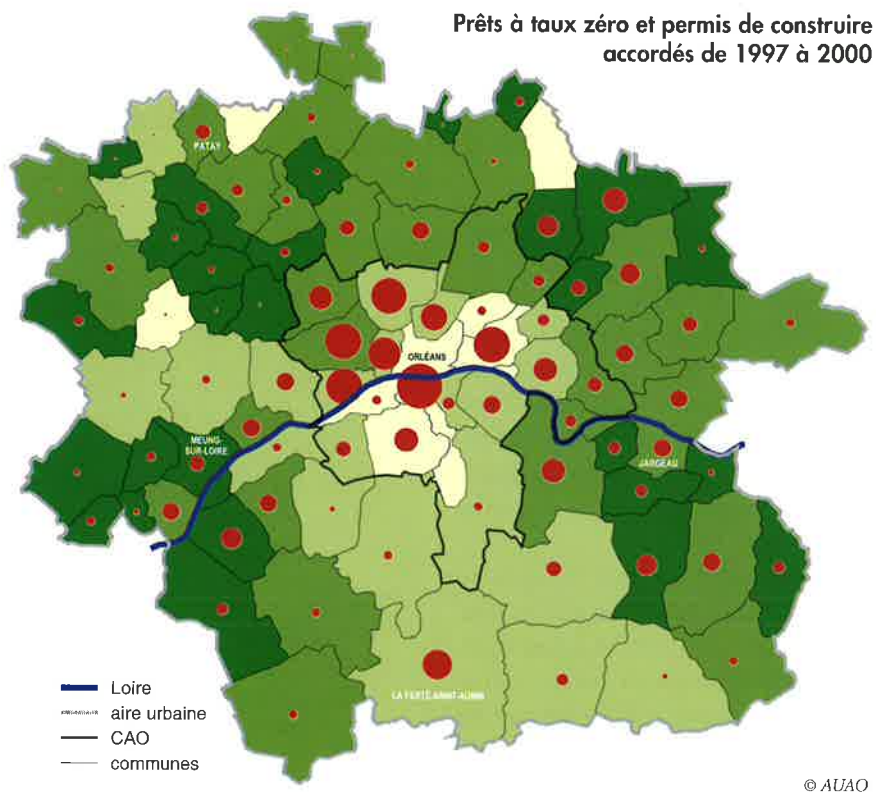 Prêts à taux zéro et permis de construire
accordés de 1997 à 2000
PATAY
ORLÉANS
MEUNG-
SUR-LOIRE
JARGEAU
LA FERTÉ-SAINT-AUBIN
Loire
aire urbaine
CAO
communes
© AUAO